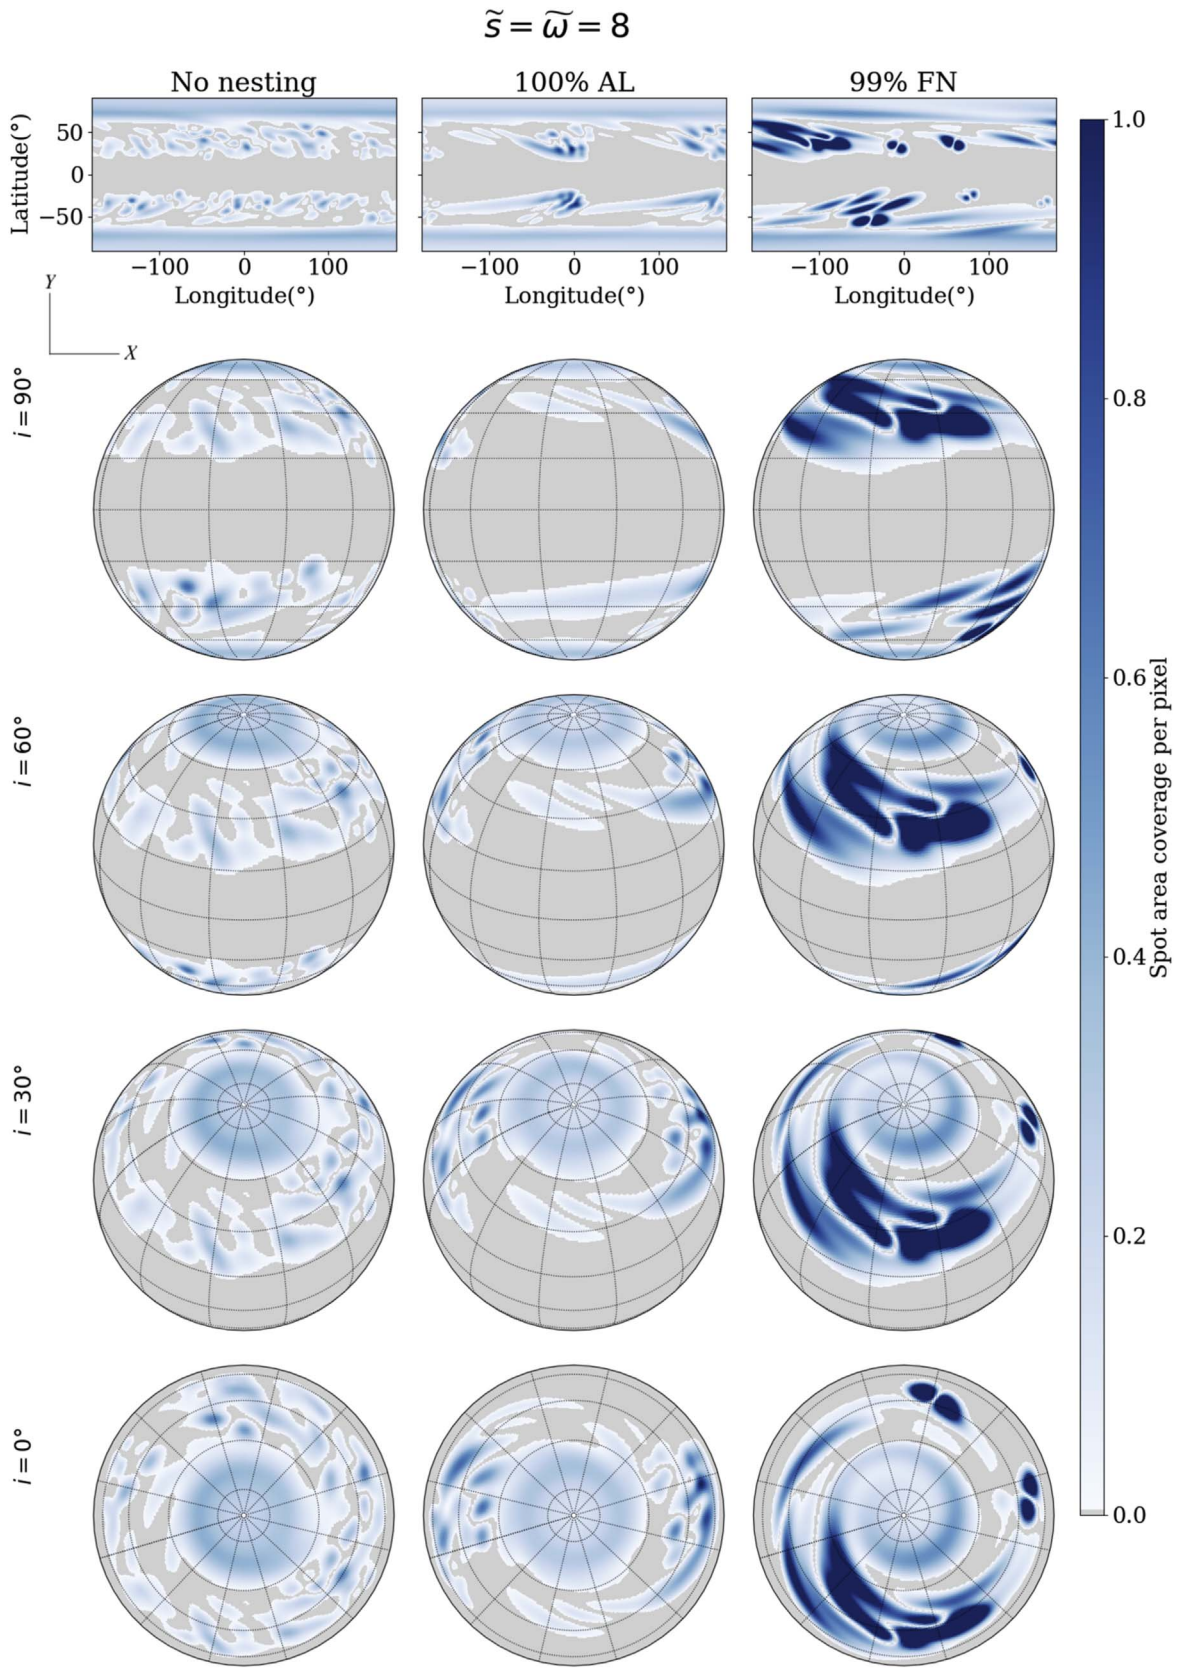 s̃ = ω̃ = 8
No nesting 100% AL 99% FN
Latitude(°)
50
0
−50
−100 0 100 −100 0 100 −100 0 100
Longitude(°) Longitude(°) Longitude(°)
Y
X
i = 90°
i = 60°
i = 30°
i = 0°
1.0
0.8
0.6
0.4
0.2
0.0
Spot area coverage per pixel